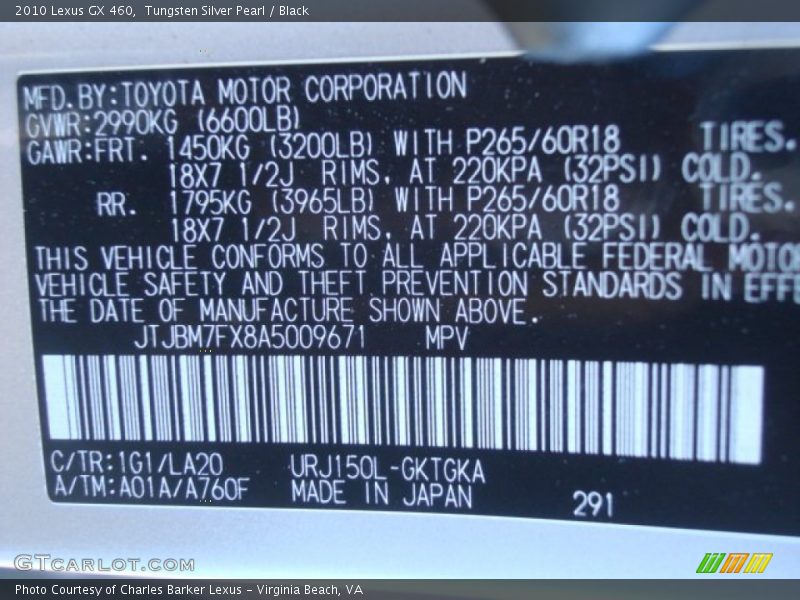 2010 Lexus GX 460, Tungsten Silver Pearl / Black
MFD.BY:TOYOTA MOTOR CORPORATION
GVWR:2990KG (6600LB)
GAWR:FRT. 1450KG (3200LB) WITH P265/60R18 TIRES.
18X7 1/2J RIMS, AT 220KPA (32PSI) COLD.
RR. 1795KG (3965LB) WITH P265/60R18 TIRES.
18X7 1/2J RIMS, AT 220KPA (32PSI) COLD.
THIS VEHICLE CONFORMS TO ALL APPLICABLE FEDERAL MOTO
VEHICLE SAFETY AND THEFT PREVENTION STANDARDS IN EFFE
THE DATE OF MANUFACTURE SHOWN ABOVE.
JTJBM7FX8A5009671 MPV
C/TR:1G1/LA20 URJ150L-GKTGKA
A/TM:A01A/A760F MADE IN JAPAN 291
GTCARLOT.COM
Photo Courtesy of Charles Barker Lexus - Virginia Beach, VA